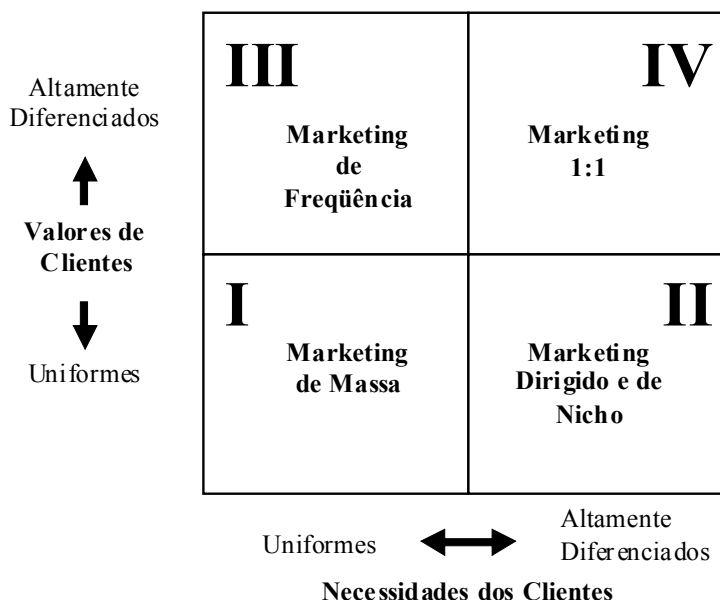 III
Marketing
de
Freqüência
IV
Marketing
1:1
Altamente
Diferenciados
Valores de
Clientes
Uniformes
I
Marketing
de Massa
II
Marketing
Dirigido e de
Nicho
Uniformes
Altamente
Diferenciados
Necessidades dos Clientes